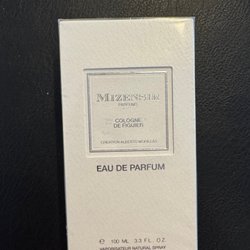 MIZENSIR
PARFUMS
COLOGNE
DE FIGUIER
CREATION ALBERTO MORILLAS
EAU DE PARFUM
℮ 100 ML 3.3 FL. OZ.
VAPORISATEUR NATURAL SPRAY